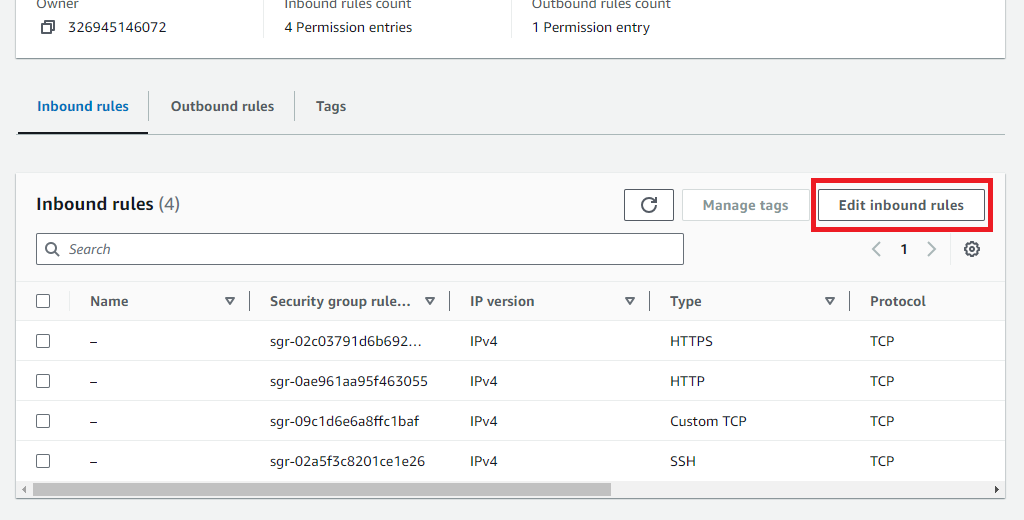 Owner Inbound rules count Outbound rules count
326945146072 4 Permission entries 1 Permission entry
Inbound rules Outbound rules Tags
Inbound rules (4) Manage tags Edit inbound rules
Search 1
Name Security group rule... IP version Type Protocol
– sgr-02c03791d6b692... IPv4 HTTPS TCP
– sgr-0ae961aa95f463055 IPv4 HTTP TCP
– sgr-09c1d6e6a8ffc1baf IPv4 Custom TCP TCP
– sgr-02a5f3c8201ce1e26 IPv4 SSH TCP